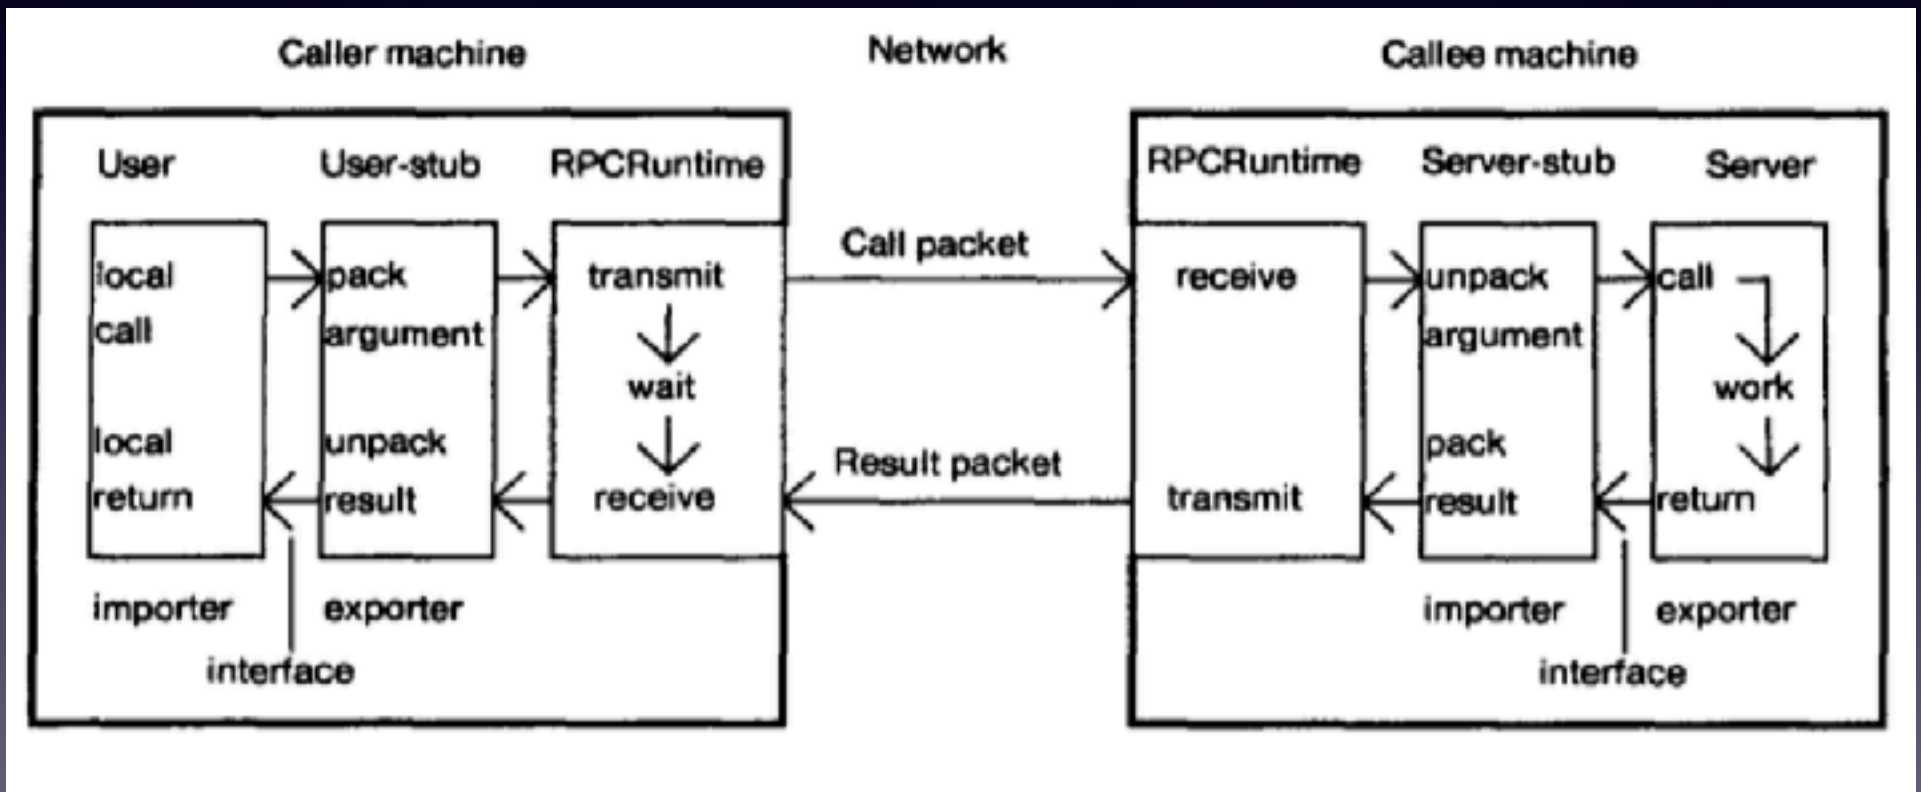 Caller machine
Network
Callee machine
User
User-stub
RPCRuntime
RPCRuntime
Server-stub
Server
local
call
local
return
pack
argument
unpack
result
transmit
wait
receive
Call packet
Result packet
receive
transmit
unpack
argument
pack
result
call
work
return
importer
exporter
interface
importer
exporter
interface